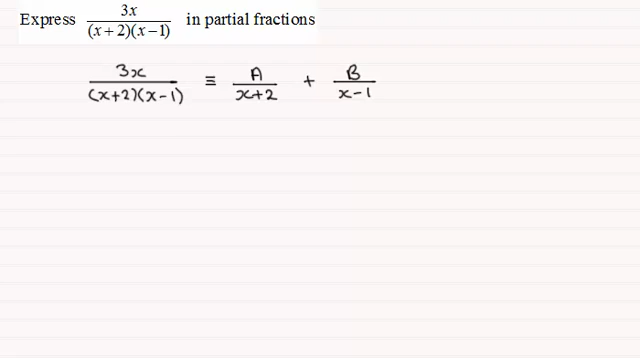 Express 3x/((x+2)(x−1)) in partial fractions
3x/((x+2)(x−1)) ≡ A/(x+2) + B/(x−1)